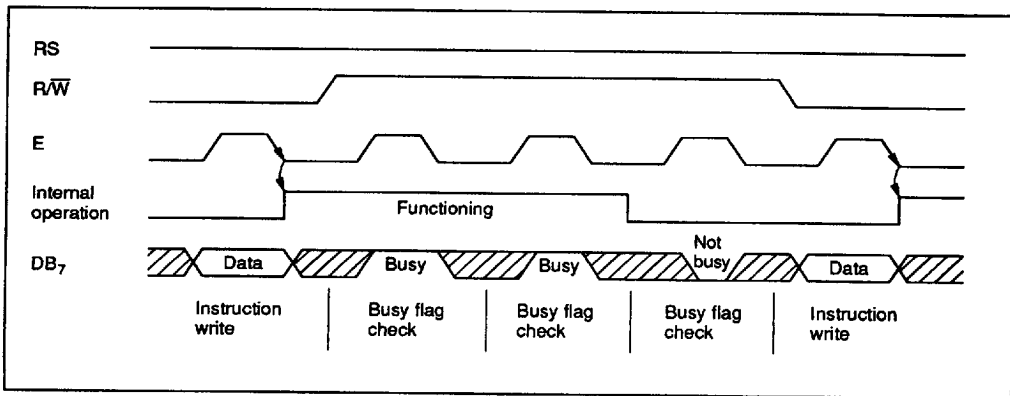 RS
R/W̅
E
Internal
operation
Functioning
DB₇
Data
Busy
Busy
Not
busy
Data
Instruction
write
Busy flag
check
Busy flag
check
Busy flag
check
Instruction
write